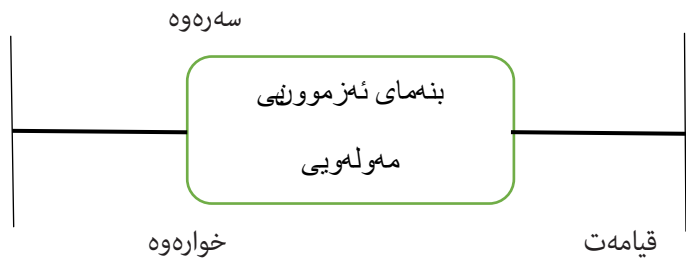 سەرەوە
بنەمای ئەزموونیی
مەولەویی
قیامەت
خوارەوە